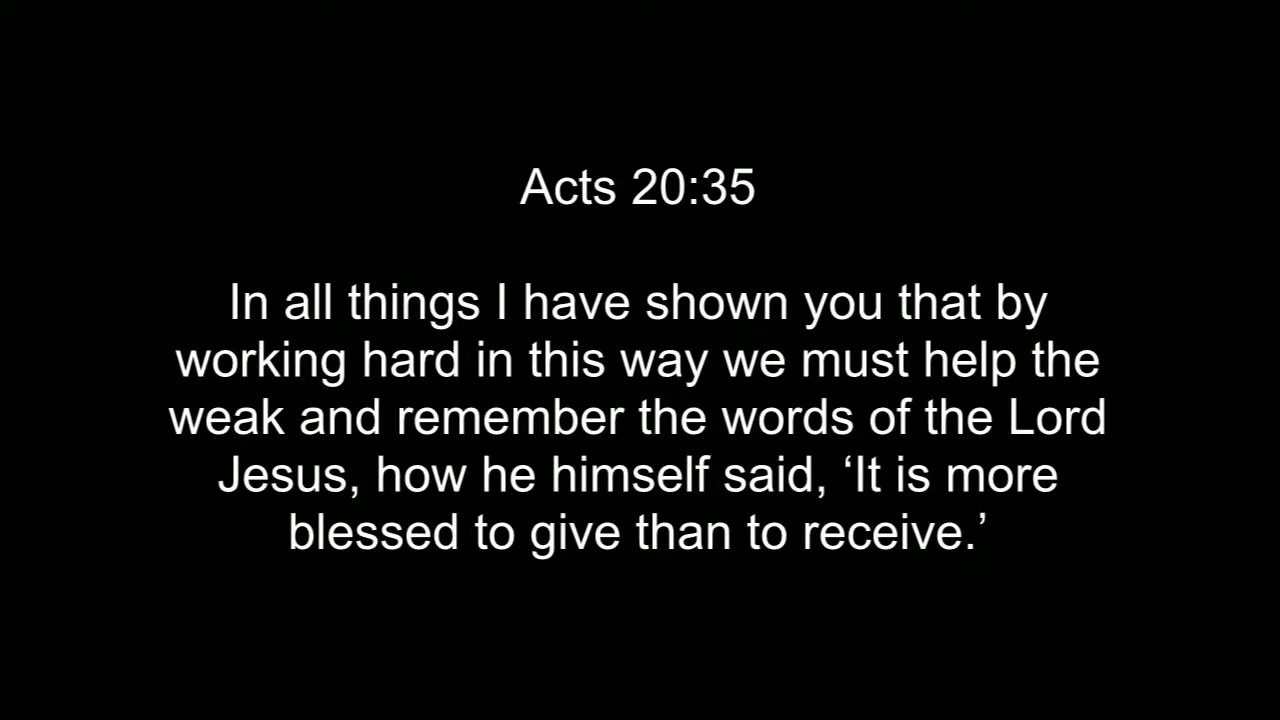 Acts 20:35
In all things I have shown you that by
working hard in this way we must help the
weak and remember the words of the Lord
Jesus, how he himself said, ‘It is more
blessed to give than to receive.’